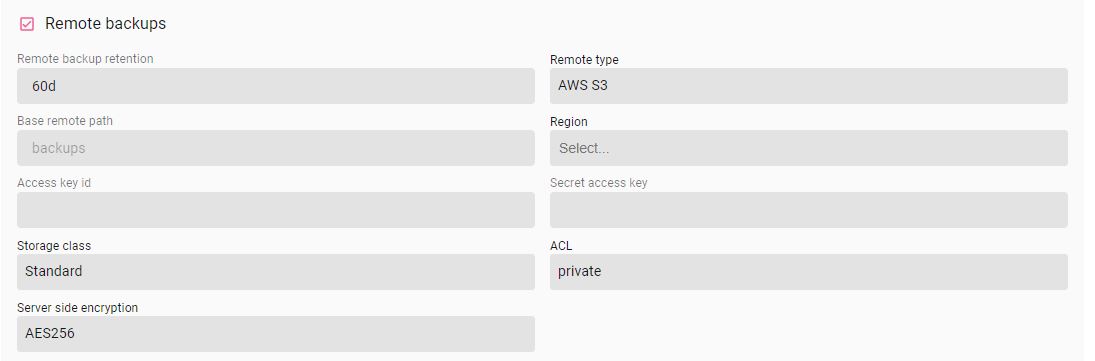 Remote backups
Remote backup retention
Remote type
60d
AWS S3
Base remote path
Region
backups
Select...
Access key id
Secret access key
Storage class
ACL
Standard
private
Server side encryption
AES256